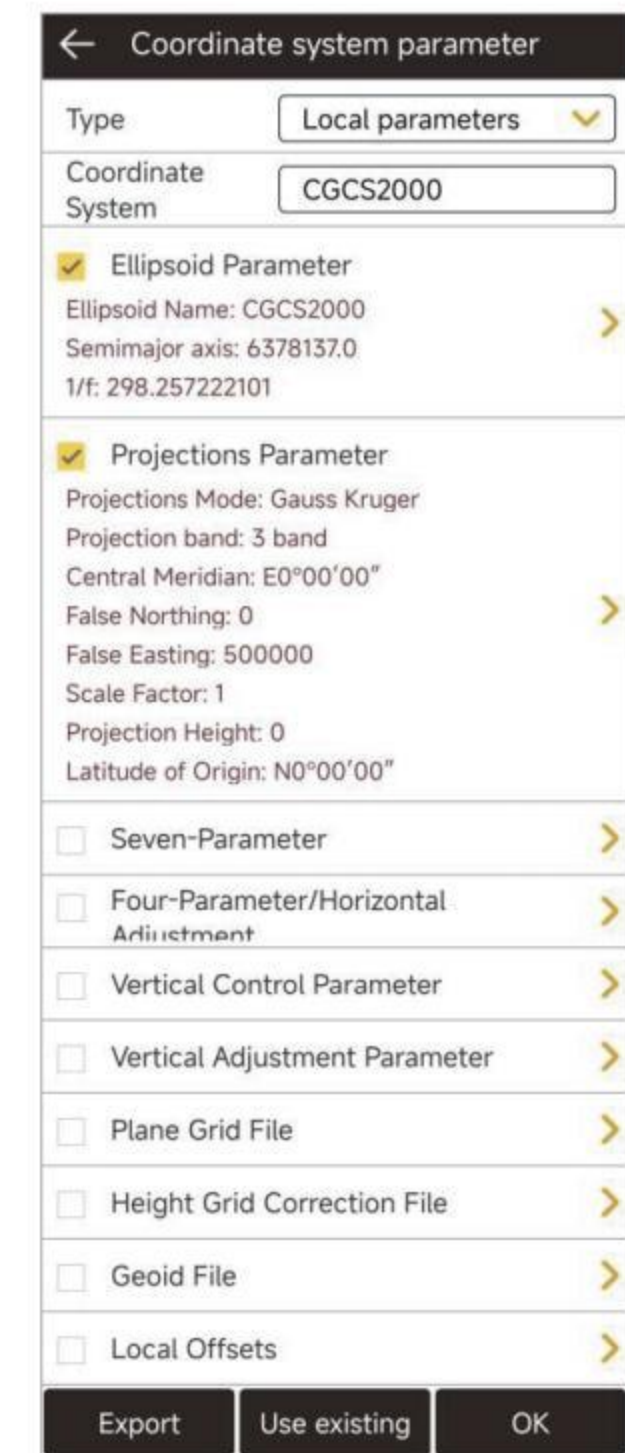 Coordinate system parameter
Type
Local parameters
Coordinate
System
CGCS2000
Ellipsoid Parameter
Ellipsoid Name: CGCS2000
Semimajor axis: 6378137.0
1/f: 298.257222101
Projections Parameter
Projections Mode: Gauss Kruger
Projection band: 3 band
Central Meridian: E0°00′00″
False Northing: 0
False Easting: 500000
Scale Factor: 1
Projection Height: 0
Latitude of Origin: N0°00′00″
Seven-Parameter
Four-Parameter/Horizontal
Adjustment
Vertical Control Parameter
Vertical Adjustment Parameter
Plane Grid File
Height Grid Correction File
Geoid File
Local Offsets
Export
Use existing
OK